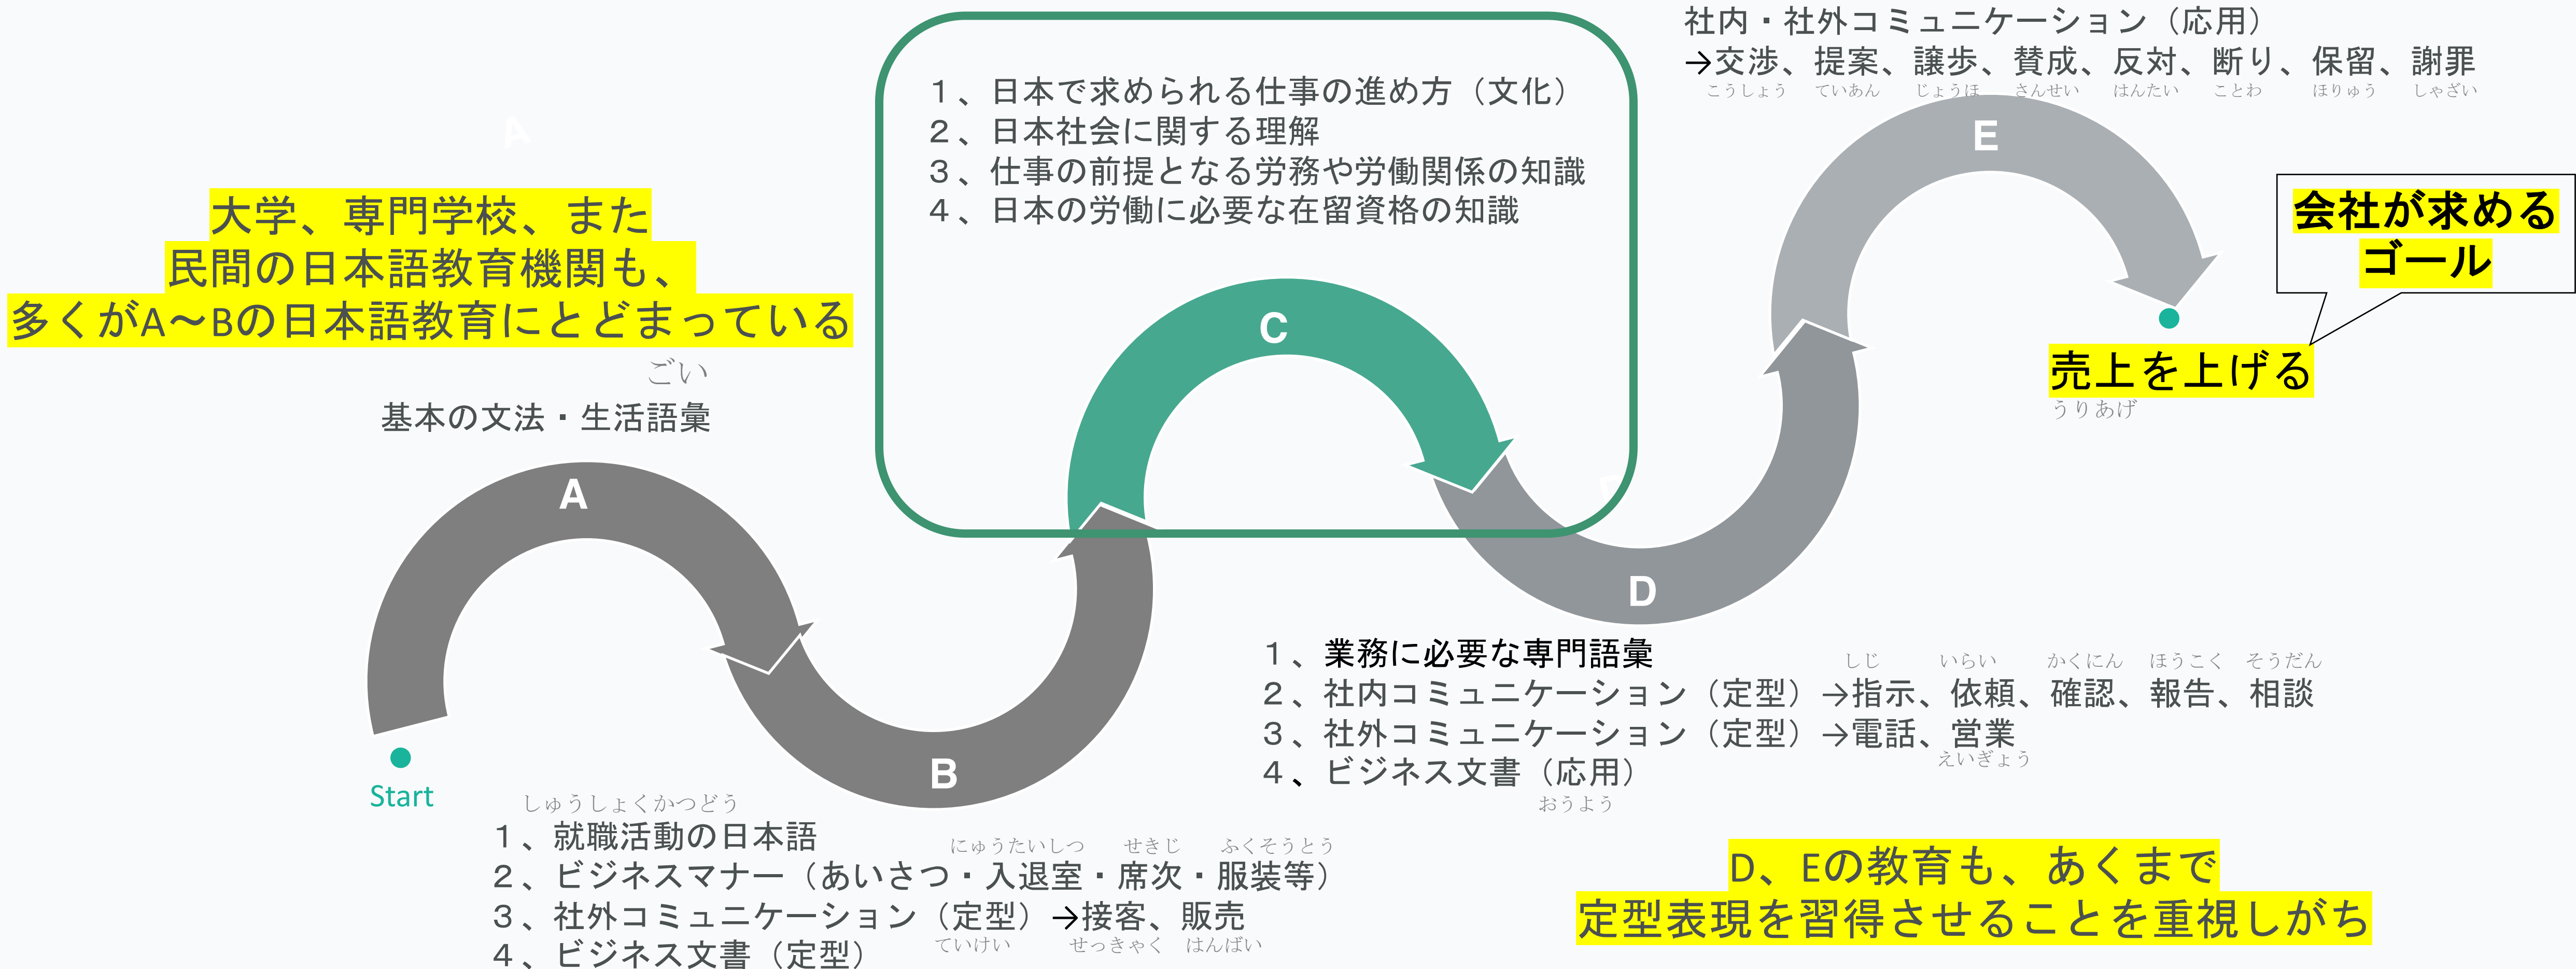 大学、専門学校、また
民間の日本語教育機関も、
多くがA～Bの日本語教育にとどまっている
ごい
基本の文法・生活語彙
A
A
Start
しゅうしょくかつどう
1、就職活動の日本語
にゅうたいしつ せきじ ふくそうとう
2、ビジネスマナー（あいさつ・入退室・席次・服装等）
3、社外コミュニケーション（定型）→接客、販売
ていけい せっきゃく はんばい
4、ビジネス文書（定型）
B
1、日本で求められる仕事の進め方（文化）
2、日本社会に関する理解
3、仕事の前提となる労務や労働関係の知識
4、日本の労働に必要な在留資格の知識
C
D
1、業務に必要な専門語彙
しじ いらい かくにん ほうこく そうだん
2、社内コミュニケーション（定型）→指示、依頼、確認、報告、相談
3、社外コミュニケーション（定型）→電話、営業
えいぎょう
4、ビジネス文書（応用）
おうよう
社内・社外コミュニケーション（応用）
→交渉、提案、譲歩、賛成、反対、断り、保留、謝罪
こうしょう ていあん じょうほ さんせい はんたい ことわ ほりゅう しゃざい
E
会社が求める
ゴール
売上を上げる
うりあげ
D、Eの教育も、あくまで
定型表現を習得させることを重視しがち